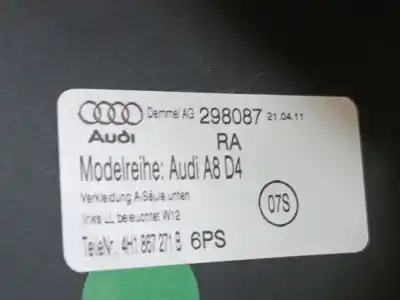 Demmel AG 298087 21.04.11
Audi RA
Modelreihe: Audi A8 D4
Verkleidung A-Säule unten
links LL beleuchtet W12
07S
TeileNr.: 4H1 867 271 B 6PS